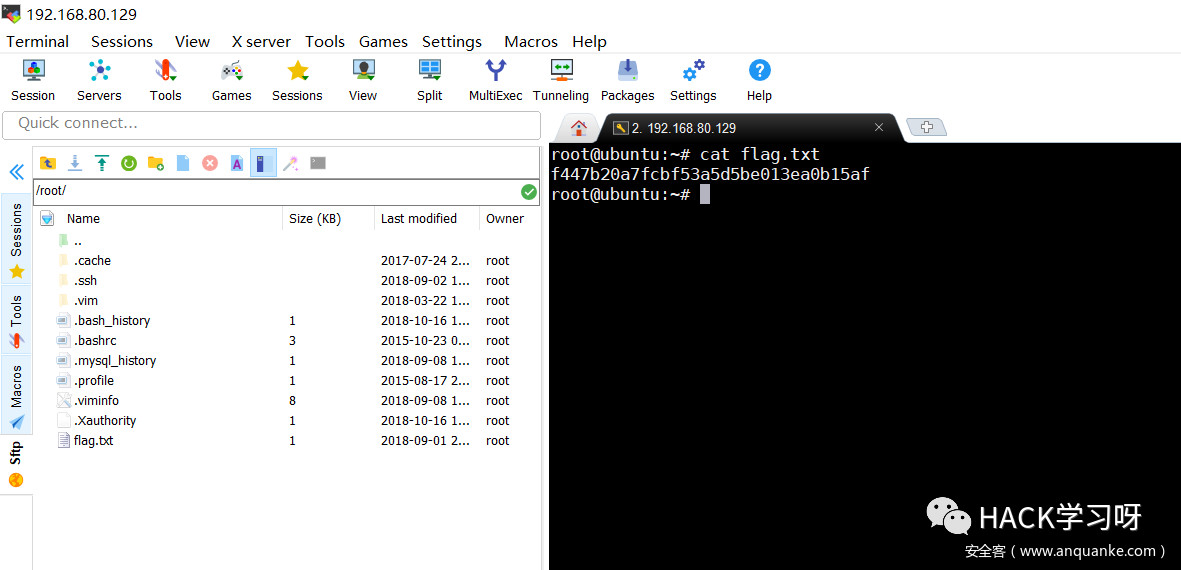 192.168.80.129
Terminal Sessions View X server Tools Games Settings Macros Help
Session Servers Tools Games Sessions View Split MultiExec Tunneling Packages Settings Help
Quick connect...
2. 192.168.80.129
/root/
Sessions
Tools
Macros
Sftp
Name Size (KB) Last modified Owner
..
.cache 2017-07-24 2... root
.ssh 2018-09-02 1... root
.vim 2018-03-22 1... root
.bash_history 1 2018-10-16 1... root
.bashrc 3 2015-10-23 0... root
.mysql_history 1 2018-09-08 1... root
.profile 1 2015-08-17 2... root
.viminfo 8 2018-09-08 1... root
.Xauthority 1 2018-10-16 1... root
flag.txt 1 2018-09-01 2... root
root@ubuntu:~# cat flag.txt
f447b20a7fcbf53a5d5be013ea0b15af
root@ubuntu:~#
HACK学习呀
安全客（www.anquanke.com）